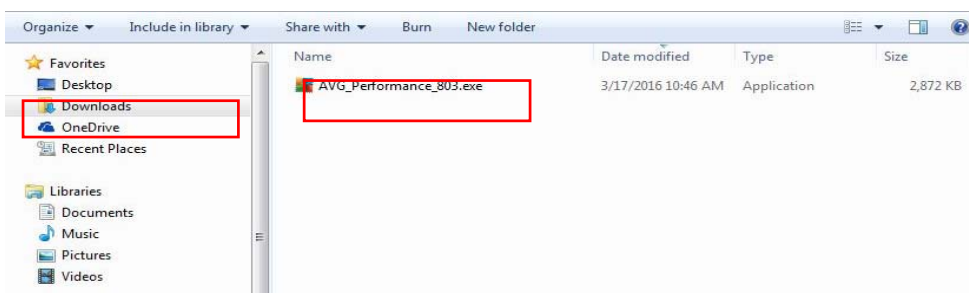 Organize Include in library Share with Burn New folder
Name Date modified Type Size
AVG_Performance_803.exe 3/17/2016 10:46 AM Application 2,872 KB
Favorites
Desktop
Downloads
OneDrive
Recent Places
Libraries
Documents
Music
Pictures
Videos